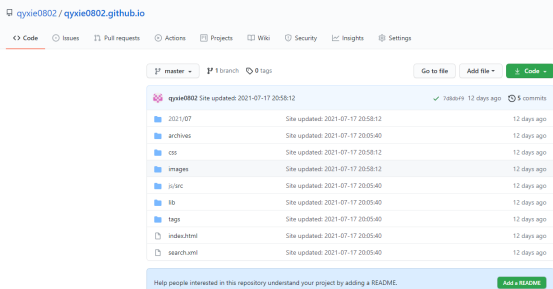 qyxie0802 / qyxie0802.github.io
Code Issues Pull requests Actions Projects Wiki Security Insights Settings
master 1 branch 0 tags Go to file Add file Code
qyxie0802 Site updated: 2021-07-17 20:58:12 12 days ago 5 commits
2021/07 Site updated: 2021-07-17 20:58:12 12 days ago
archives Site updated: 2021-07-17 20:05:40 12 days ago
css Site updated: 2021-07-17 20:58:12 12 days ago
images Site updated: 2021-07-17 20:58:12 12 days ago
js/src Site updated: 2021-07-17 20:05:40 12 days ago
lib Site updated: 2021-07-17 20:05:40 12 days ago
tags Site updated: 2021-07-17 20:05:40 12 days ago
index.html Site updated: 2021-07-17 20:05:40 12 days ago
search.xml Site updated: 2021-07-17 20:05:40 12 days ago
Help people interested in this repository understand your project by adding a README. Add a README